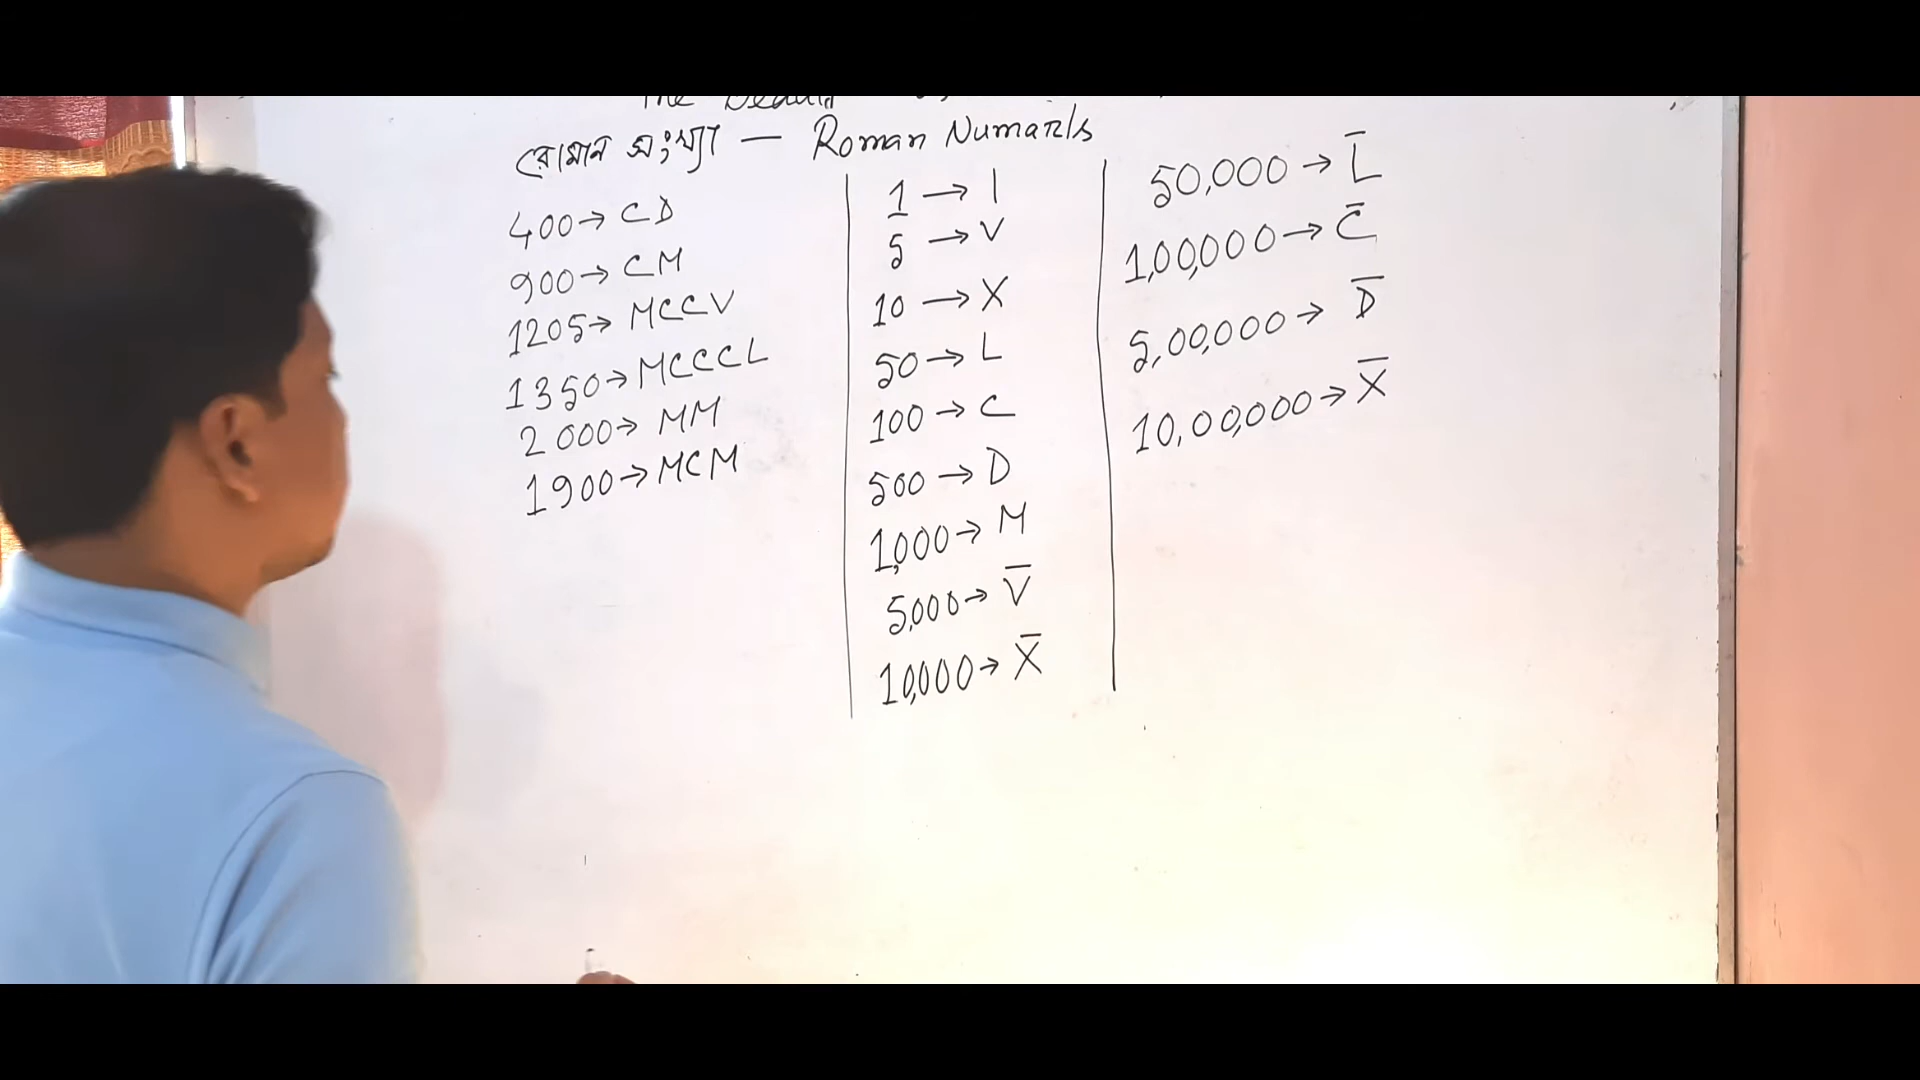 The
রোমান সংখ্যা — Roman Numarls
400→ CD
900→ CM
1205→ MCCV
1350→ MCCCL
2000→ MM
1900→ MCM
1 → I
5 → V
10 → X
50 → L
100 → C
500 → D
1,000→ M
5,000→ V̅
10,000→ X̅
50,000 → L̅
1,00,000 → C̅
5,00,000 → D̅
10,00,000 → X̅